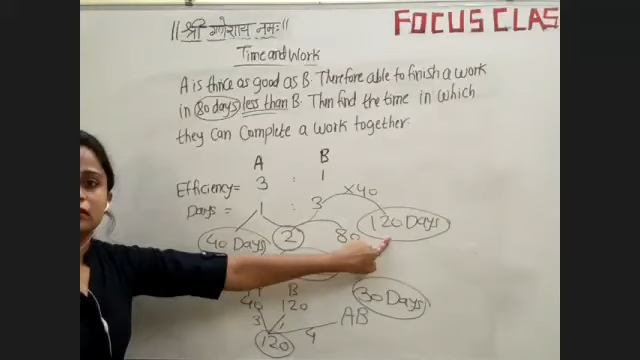 ||श्री गणेशाय नमः||
FOCUS CLAS
Time and Work
A is thrice as good as B. Therefore able to finish a work
in 80 days less than B. Then find the time in which
they can complete a work together.
A B
Efficiency = 3 : 1
Days = 1 : 3 ×40
40 Days 2 80 120 Days
B
40 120 30 Days
3 1 4 AB
120